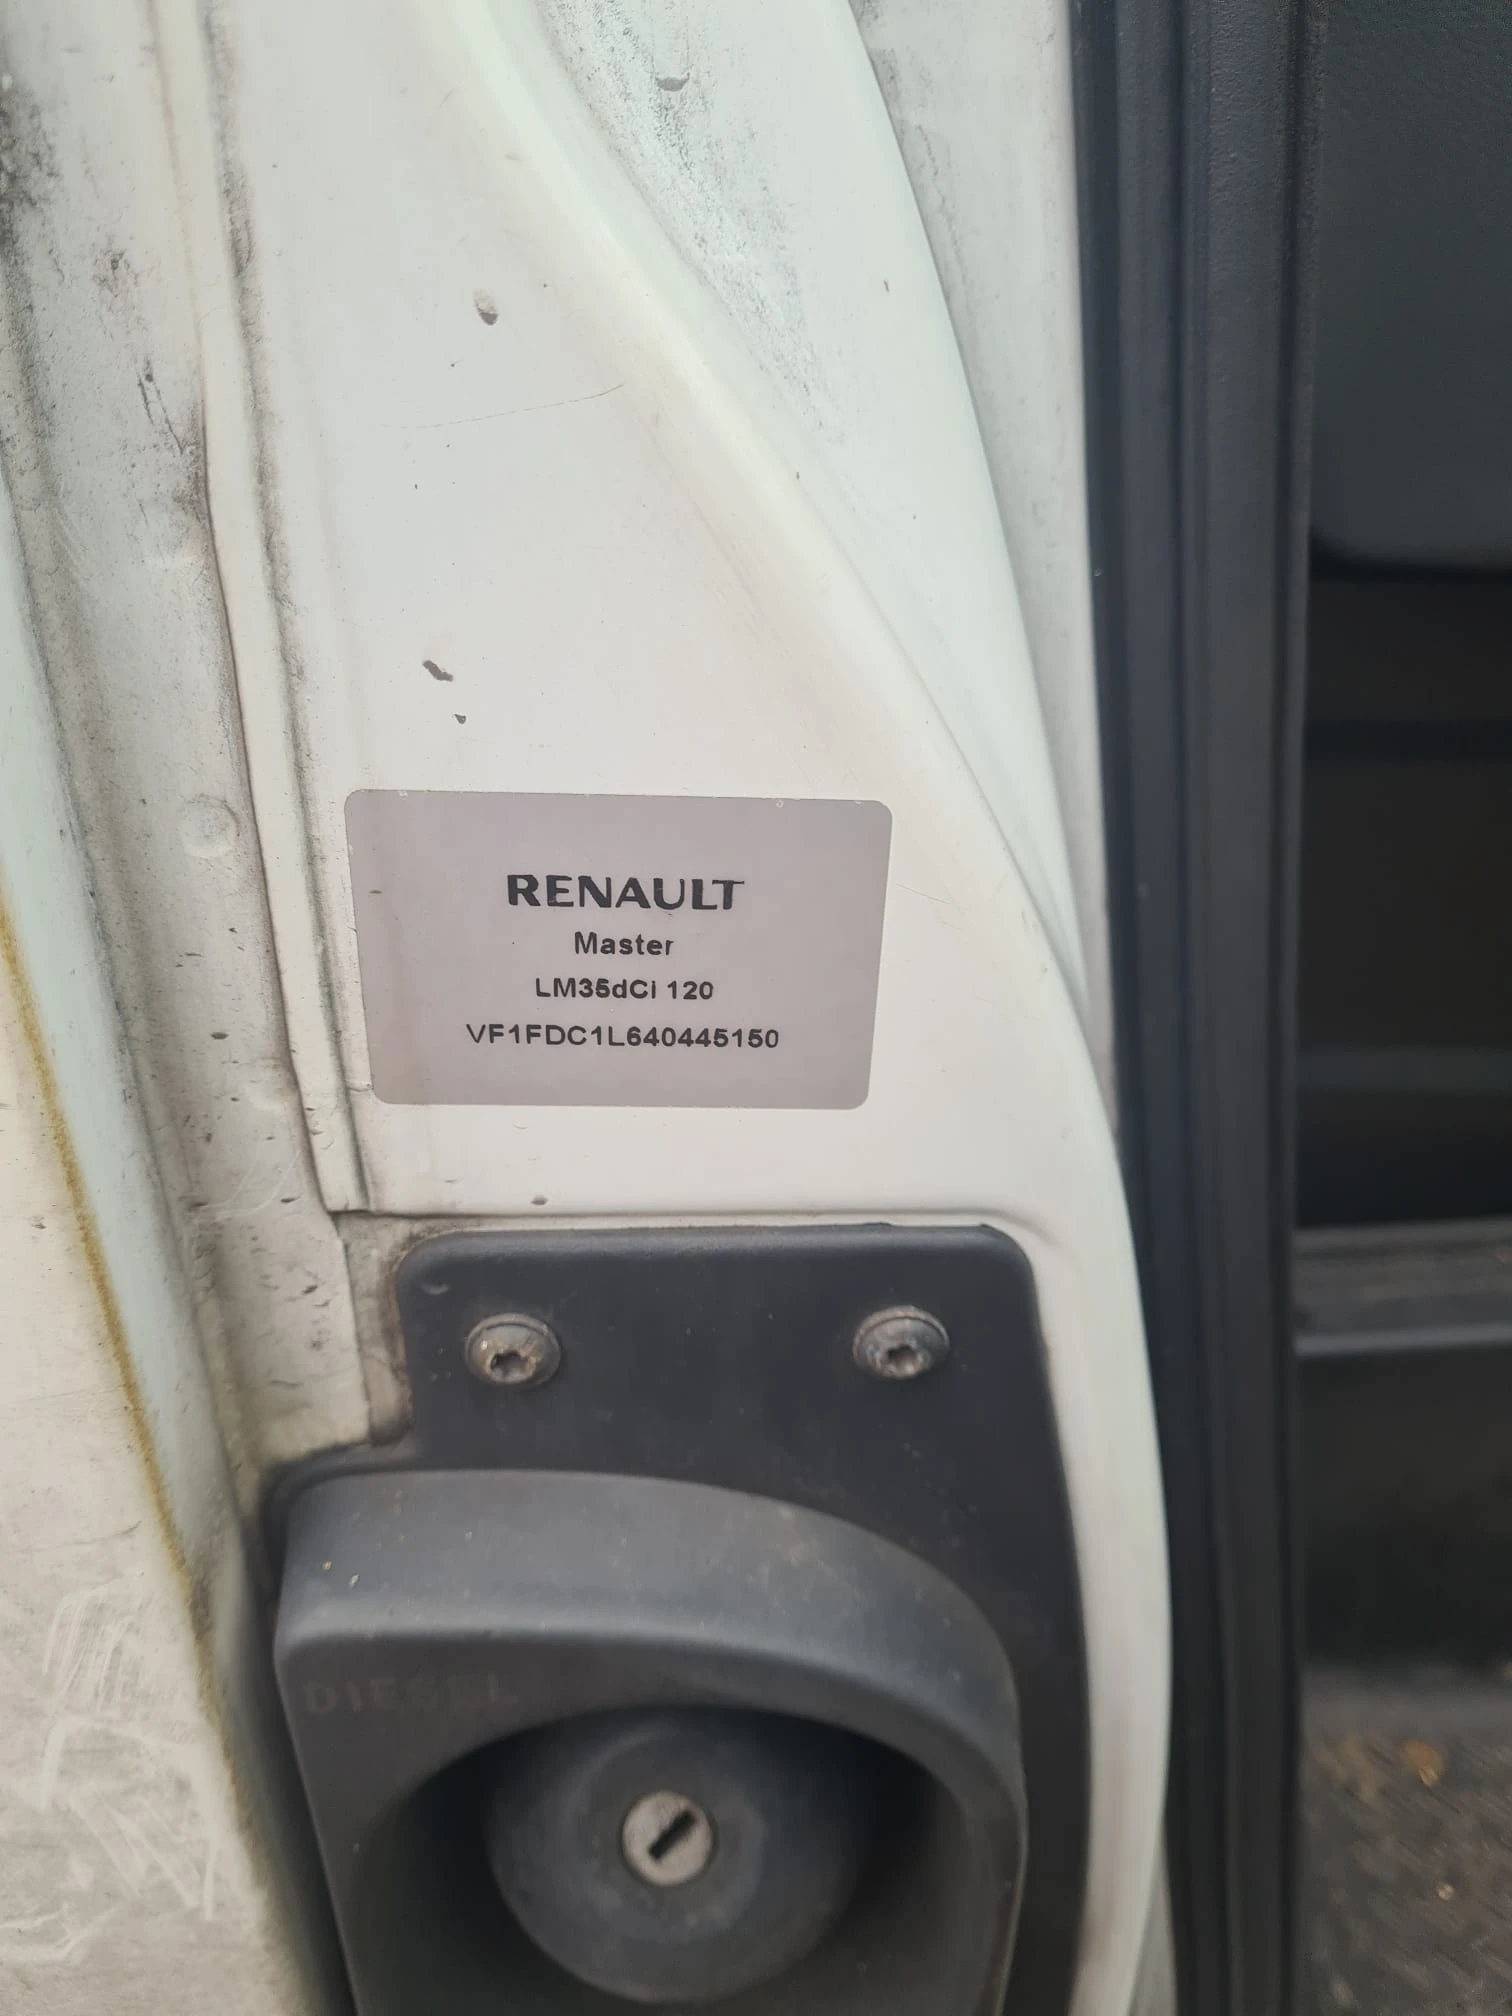 RENAULT
Master
LM35dCi 120
VF1FDC1L640445150
DIESEL